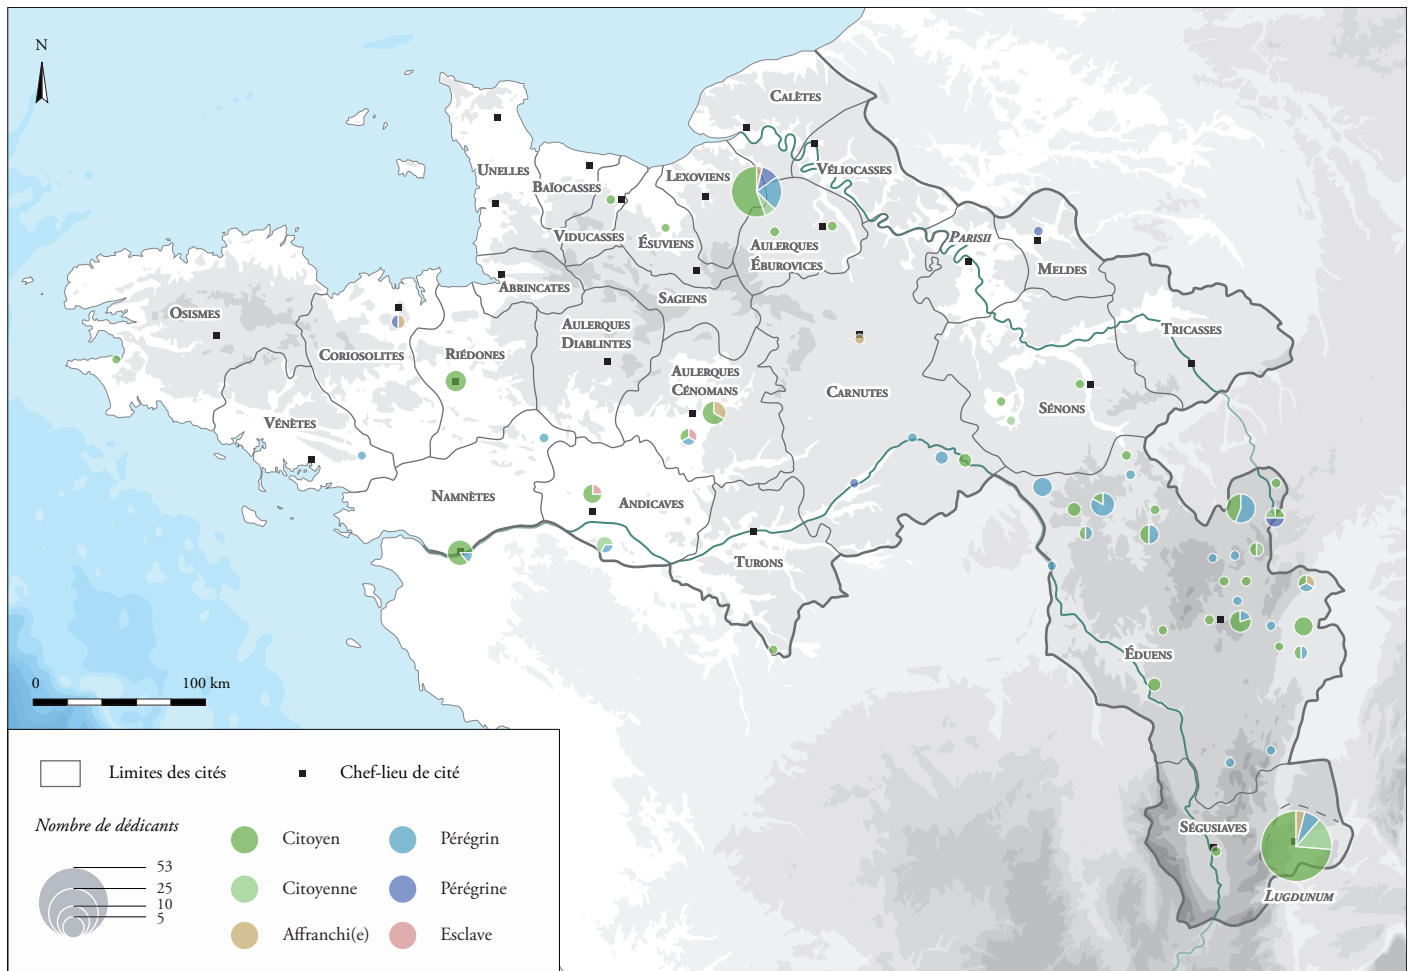 N
CALÈTES
UNELLES
LEXOVIENS
VÉLIOCASSES
BAÏOCASSES
VIDUCASSES
ÉSUVIENS
AULERQUES
ÉBUROVICES
PARISII
MELDES
ABRINCATES
SAGIENS
OSISMES
CORIOSOLITES
RIÉDONES
AULERQUES
DIABLINTES
TRICASSES
AULERQUES
CÉNOMANS
CARNUTES
SÉNONS
VÉNÈTES
NAMNÈTES
ANDICAVES
TURONS
ÉDUENS
SÉGUSIAVES
LUGDUNUM
0 100 km
Limites des cités
Chef-lieu de cité
Nombre de dédicants
53
25
10
5
Citoyen
Pérégrin
Citoyenne
Pérégrine
Affranchi(e)
Esclave